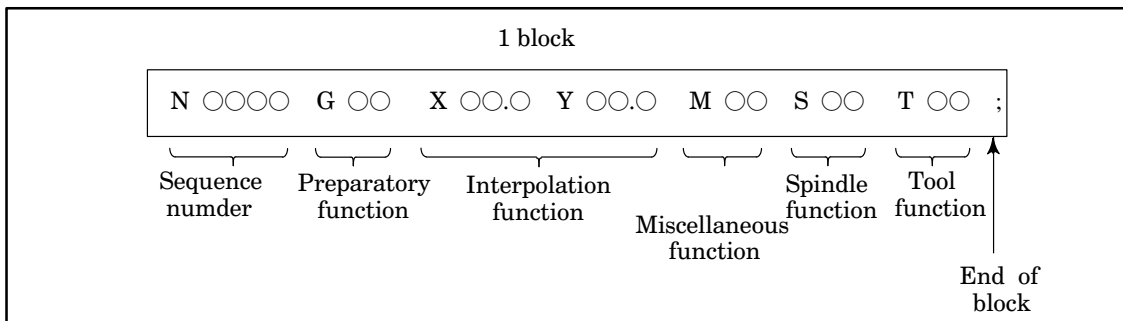 1 block
N ○○○○ G ○○ X ○○.○ Y ○○.○ M ○○ S ○○ T ○○ ;
Sequence
numder
Preparatory
function
Interpolation
function
Miscellaneous
function
Spindle
function
Tool
function
End of
block